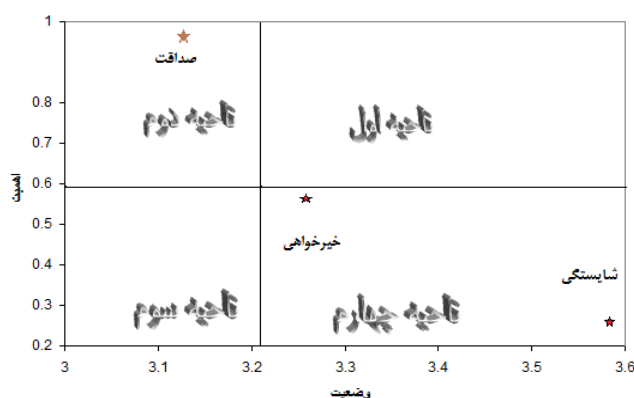 1
صداقت
0.8
ناحیه دوم
ناحیه اول
0.7
0.6
اهمیت
0.5
خیرخواهی
0.4
شایستگی
0.3
ناحیه سوم
ناحیه چهارم
0.2
3
3.1
3.2
3.3
3.4
3.5
3.6
وضعیت